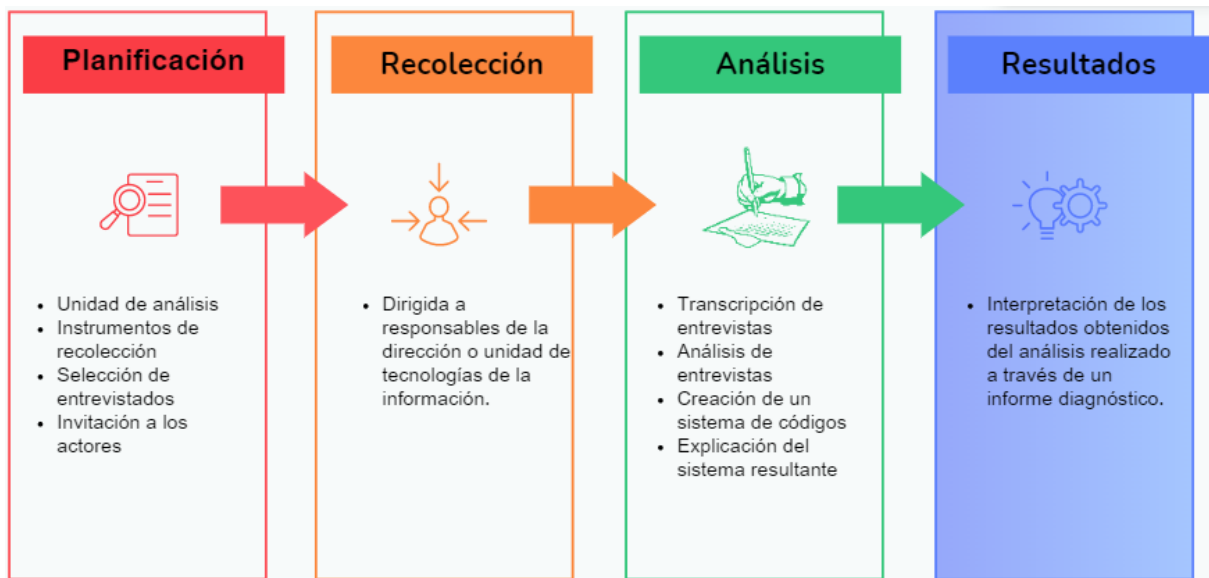 Planificación
• Unidad de análisis
• Instrumentos de
recolección
• Selección de
entrevistados
• Invitación a los
actores
Recolección
• Dirigida a
responsables de la
dirección o unidad de
tecnologías de la
información.
Análisis
• Transcripción de
entrevistas
• Análisis de
entrevistas
• Creación de un
sistema de códigos
• Explicación del
sistema resultante
Resultados
• Interpretación de los
resultados obtenidos
del análisis realizado
a través de un
informe diagnóstico.